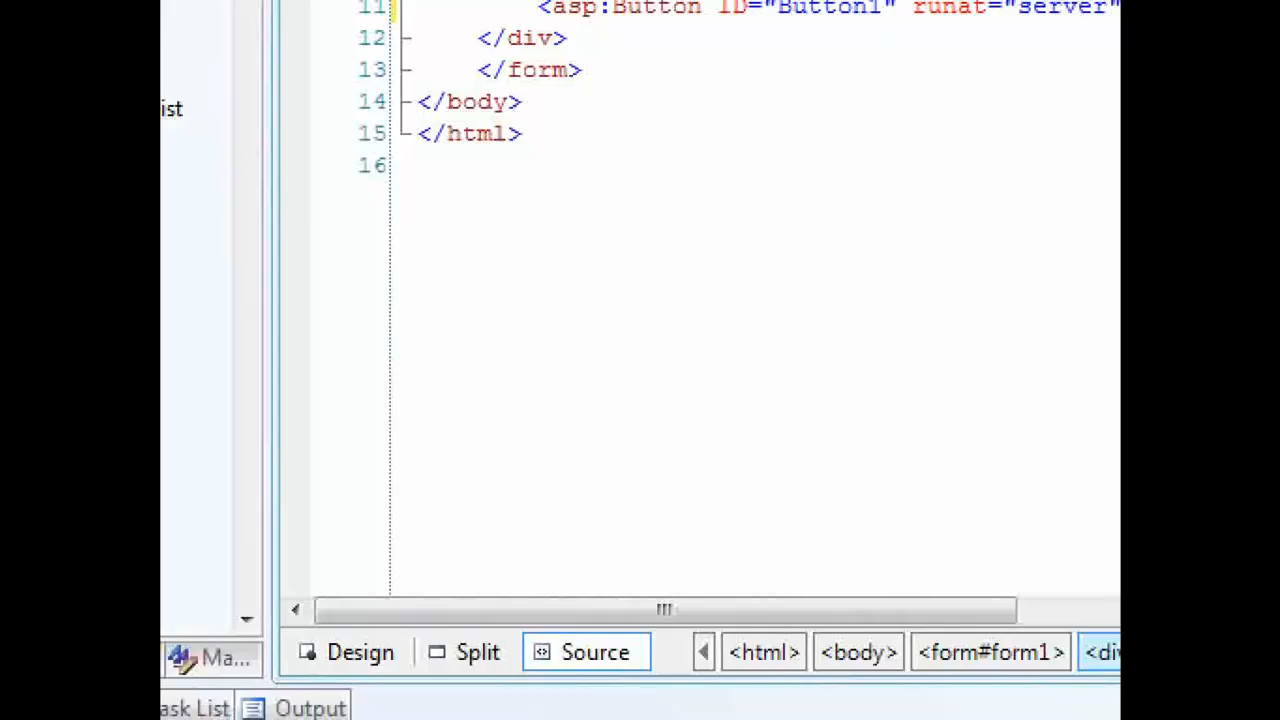 11 <asp:Button ID="Button1" runat="server"
12 </div>
ist
13 </form>
14 </body>
15 </html>
16
Design Split Source <html> <body> <form#form1> <div
Ma...
ask List Output